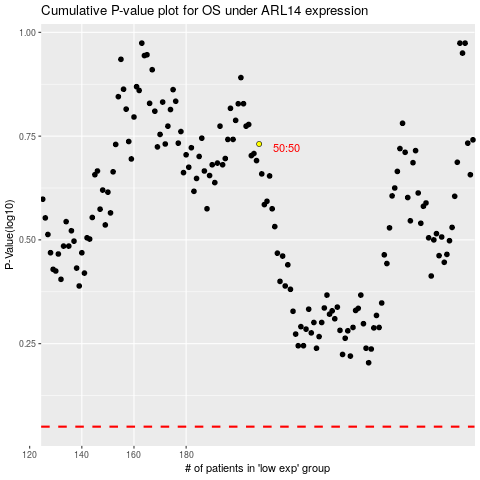 Cumulative P-value plot for OS under ARL14 expression
P-Value(log10)
1.00
0.75
0.50
0.25
50:50
120 140 160 180
# of patients in 'low exp' group